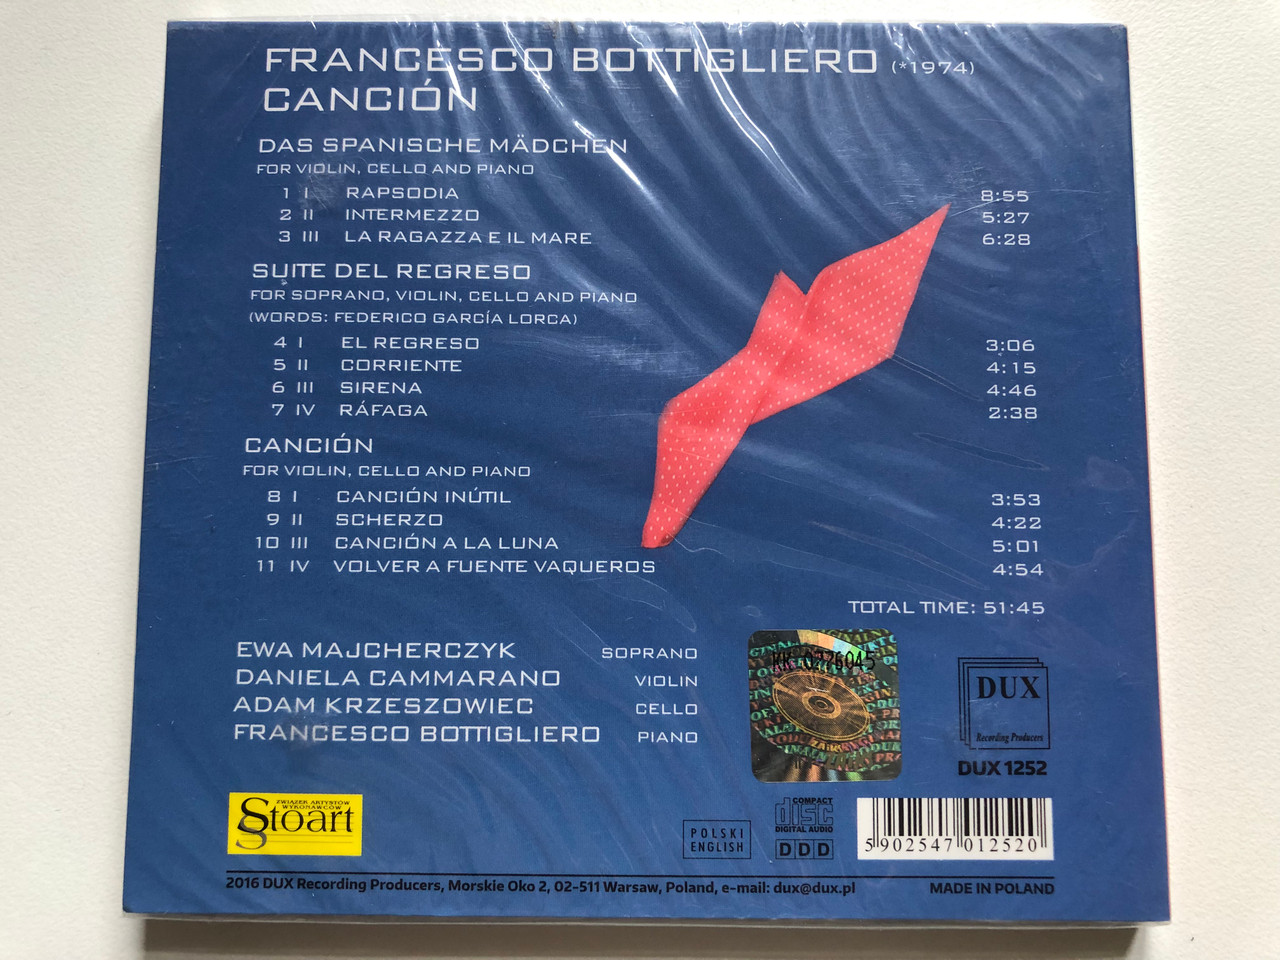 FRANCESCO BOTTIGLIERO (*1974)
CANCIÓN
DAS SPANISCHE MÄDCHEN
FOR VIOLIN, CELLO AND PIANO
1 I RAPSODIA 8:55
2 II INTERMEZZO 5:27
3 III LA RAGAZZA E IL MARE 6:28
SUITE DEL REGRESO
FOR SOPRANO, VIOLIN, CELLO AND PIANO
(WORDS: FEDERICO GARCÍA LORCA)
4 I EL REGRESO 3:06
5 II CORRIENTE 4:15
6 III SIRENA 4:46
7 IV RÁFAGA 2:38
CANCIÓN
FOR VIOLIN, CELLO AND PIANO
8 I CANCIÓN INÚTIL 3:53
9 II SCHERZO 4:22
10 III CANCIÓN A LA LUNA 5:01
11 IV VOLVER A FUENTE VAQUEROS 4:54
TOTAL TIME: 51:45
EWA MAJCHERCZYK SOPRANO
DANIELA CAMMARANO VIOLIN
ADAM KRZESZOWIEC CELLO
FRANCESCO BOTTIGLIERO PIANO
KK 0276045
DUX
Recording Producers
DUX 1252
ZWIĄZEK ARTYSTÓW
WYKONAWCÓW
Stoart
POLSKI
ENGLISH
COMPACT
disc
DIGITAL AUDIO
DDD
5 902547 012520
2016 DUX Recording Producers, Morskie Oko 2, 02-511 Warsaw, Poland, e-mail: dux@dux.pl MADE IN POLAND